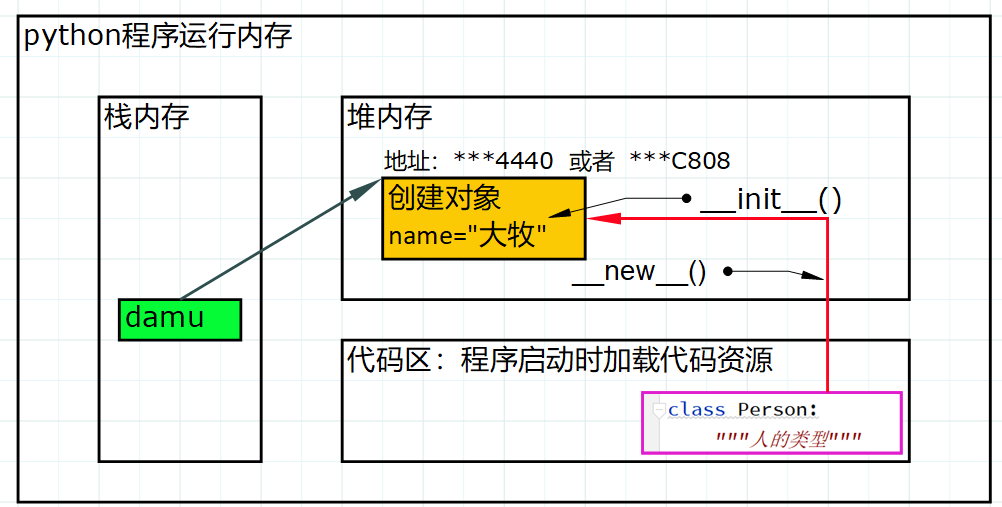 python程序运行内存
栈内存
堆内存
地址：***4440 或者 ***C808
创建对象
name="大牧"
__init__()
__new__()
damu
代码区：程序启动时加载代码资源
class Person:
"""人的类型"""